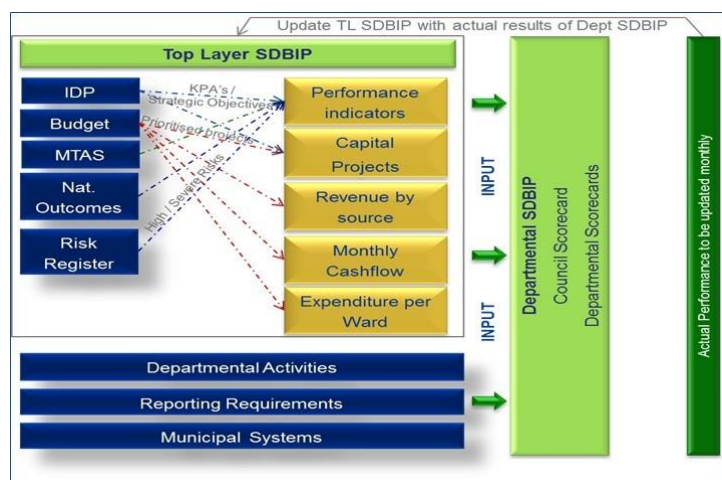 Update TL SDBIP with actual results of Dept SDBIP
Top Layer SDBIP
IDP
Budget
MTAS
Nat.
Outcomes
Risk
Register
KPA's /
Strategic Objectives
Prioritised projects
High / Severe Risks
Performance
indicators
Capital
Projects
Revenue by
source
Monthly
Cashflow
Expenditure per
Ward
INPUT
INPUT
Departmental SDBIP
Council Scorecard
Departmental Scorecards
Actual Performance to be updated monthly
Departmental Activities
Reporting Requirements
Municipal Systems